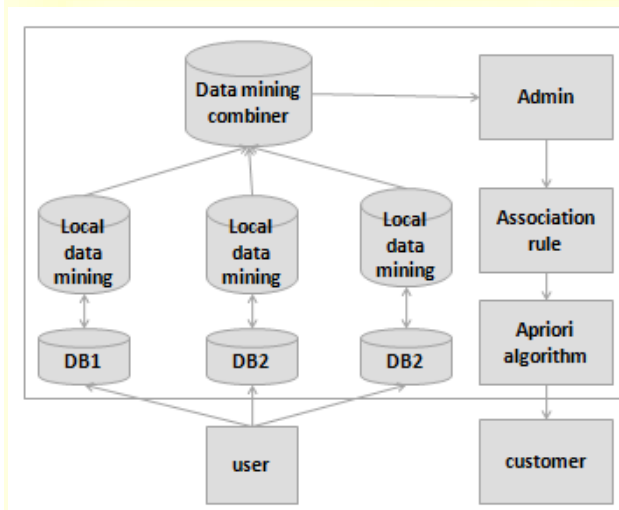 Data mining
combiner
Admin
Local
data
mining
Local
data
mining
Local
data
mining
Association
rule
DB1
DB2
DB2
Apriori
algorithm
user
customer